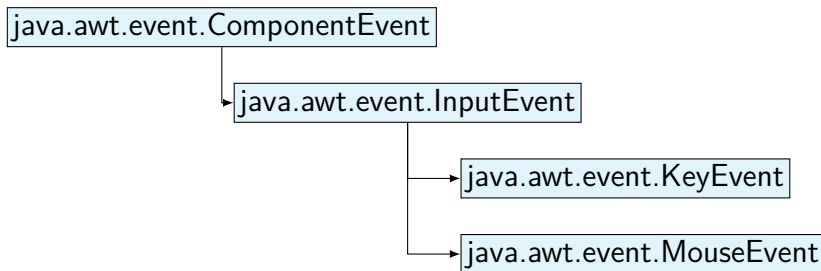 java.awt.event.ComponentEvent
java.awt.event.InputEvent
java.awt.event.KeyEvent
java.awt.event.MouseEvent